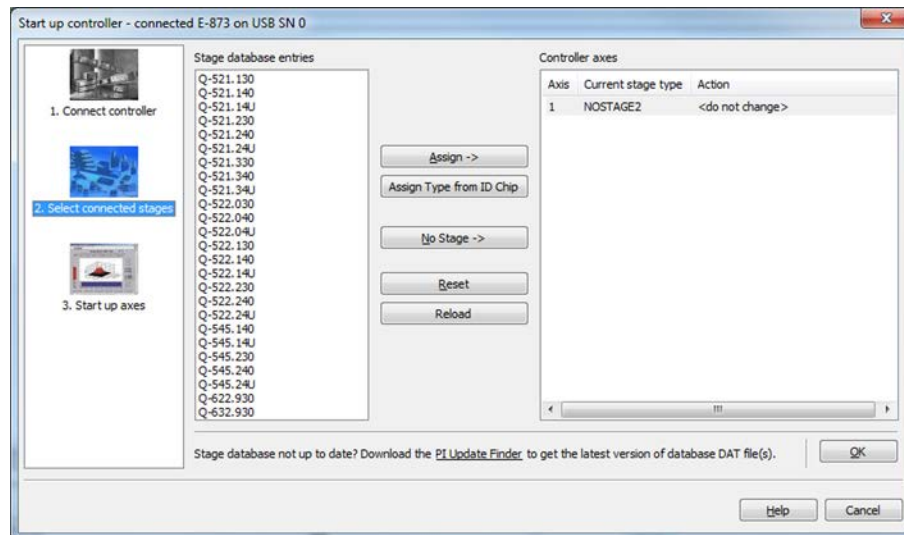 Start up controller - connected E-873 on USB SN 0
1. Connect controller
2. Select connected stages
3. Start up axes
Stage database entries
Q-521.130
Q-521.140
Q-521.14U
Q-521.230
Q-521.240
Q-521.24U
Q-521.330
Q-521.340
Q-521.34U
Q-522.030
Q-522.040
Q-522.04U
Q-522.130
Q-522.140
Q-522.14U
Q-522.230
Q-522.240
Q-522.24U
Q-545.140
Q-545.14U
Q-545.230
Q-545.240
Q-545.24U
Q-622.930
Q-632.930
Assign ->
Assign Type from ID Chip
No Stage ->
Reset
Reload
Controller axes
Axis Current stage type Action
1 NOSTAGE2 <do not change>
Stage database not up to date? Download the PI Update Finder to get the latest version of database DAT file(s).
OK
Help Cancel